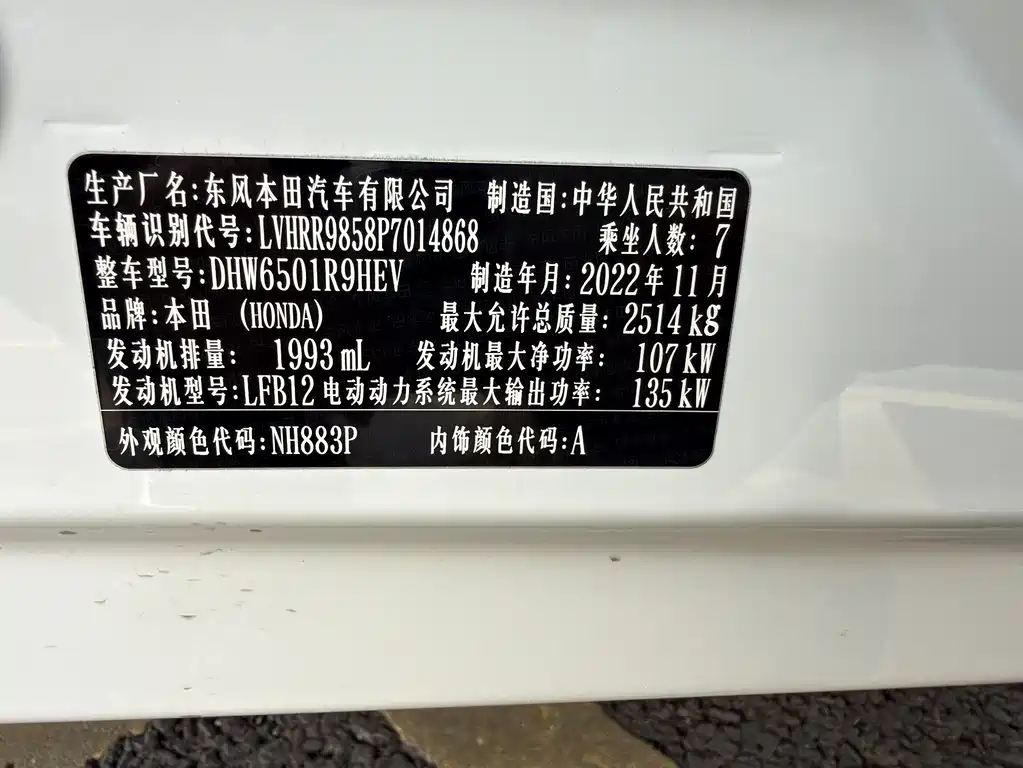 生产厂名:东风本田汽车有限公司 制造国:中华人民共和国
车辆识别代号:LVHRR9858P7014868 乘坐人数:7
整车型号:DHW6501R9HEV 制造年月:2022年11月
品牌:本田 (HONDA) 最大允许总质量:2514kg
发动机排量: 1993mL 发动机最大净功率: 107kW
发动机型号:LFB12 电动动力系统最大输出功率: 135kW
外观颜色代码:NH883P 内饰颜色代码:A